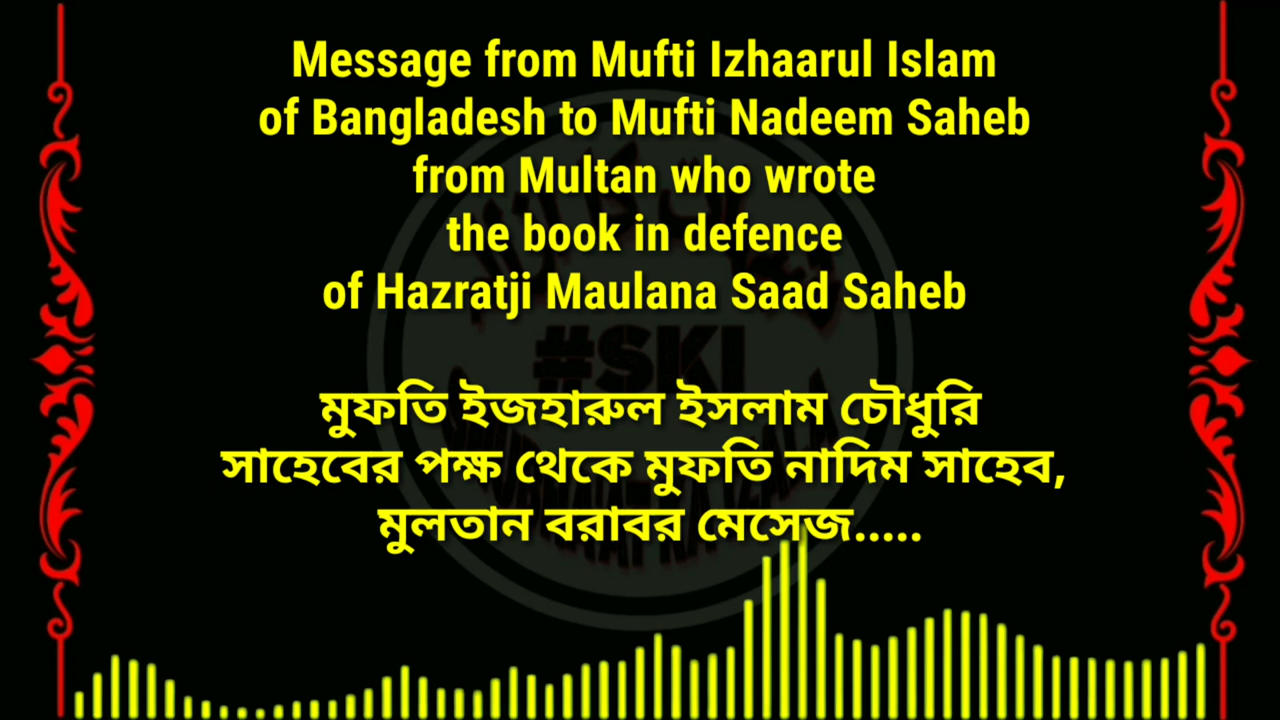 Message from Mufti Izhaarul Islam
of Bangladesh to Mufti Nadeem Saheb
from Multan who wrote
the book in defence
of Hazratji Maulana Saad Saheb
#SKI
মুফতি ইজহারুল ইসলাম চৌধুরি
সাহেবের পক্ষ থেকে মুফতি নাদিম সাহেব,
মুলতান বরাবর মেসেজ.....